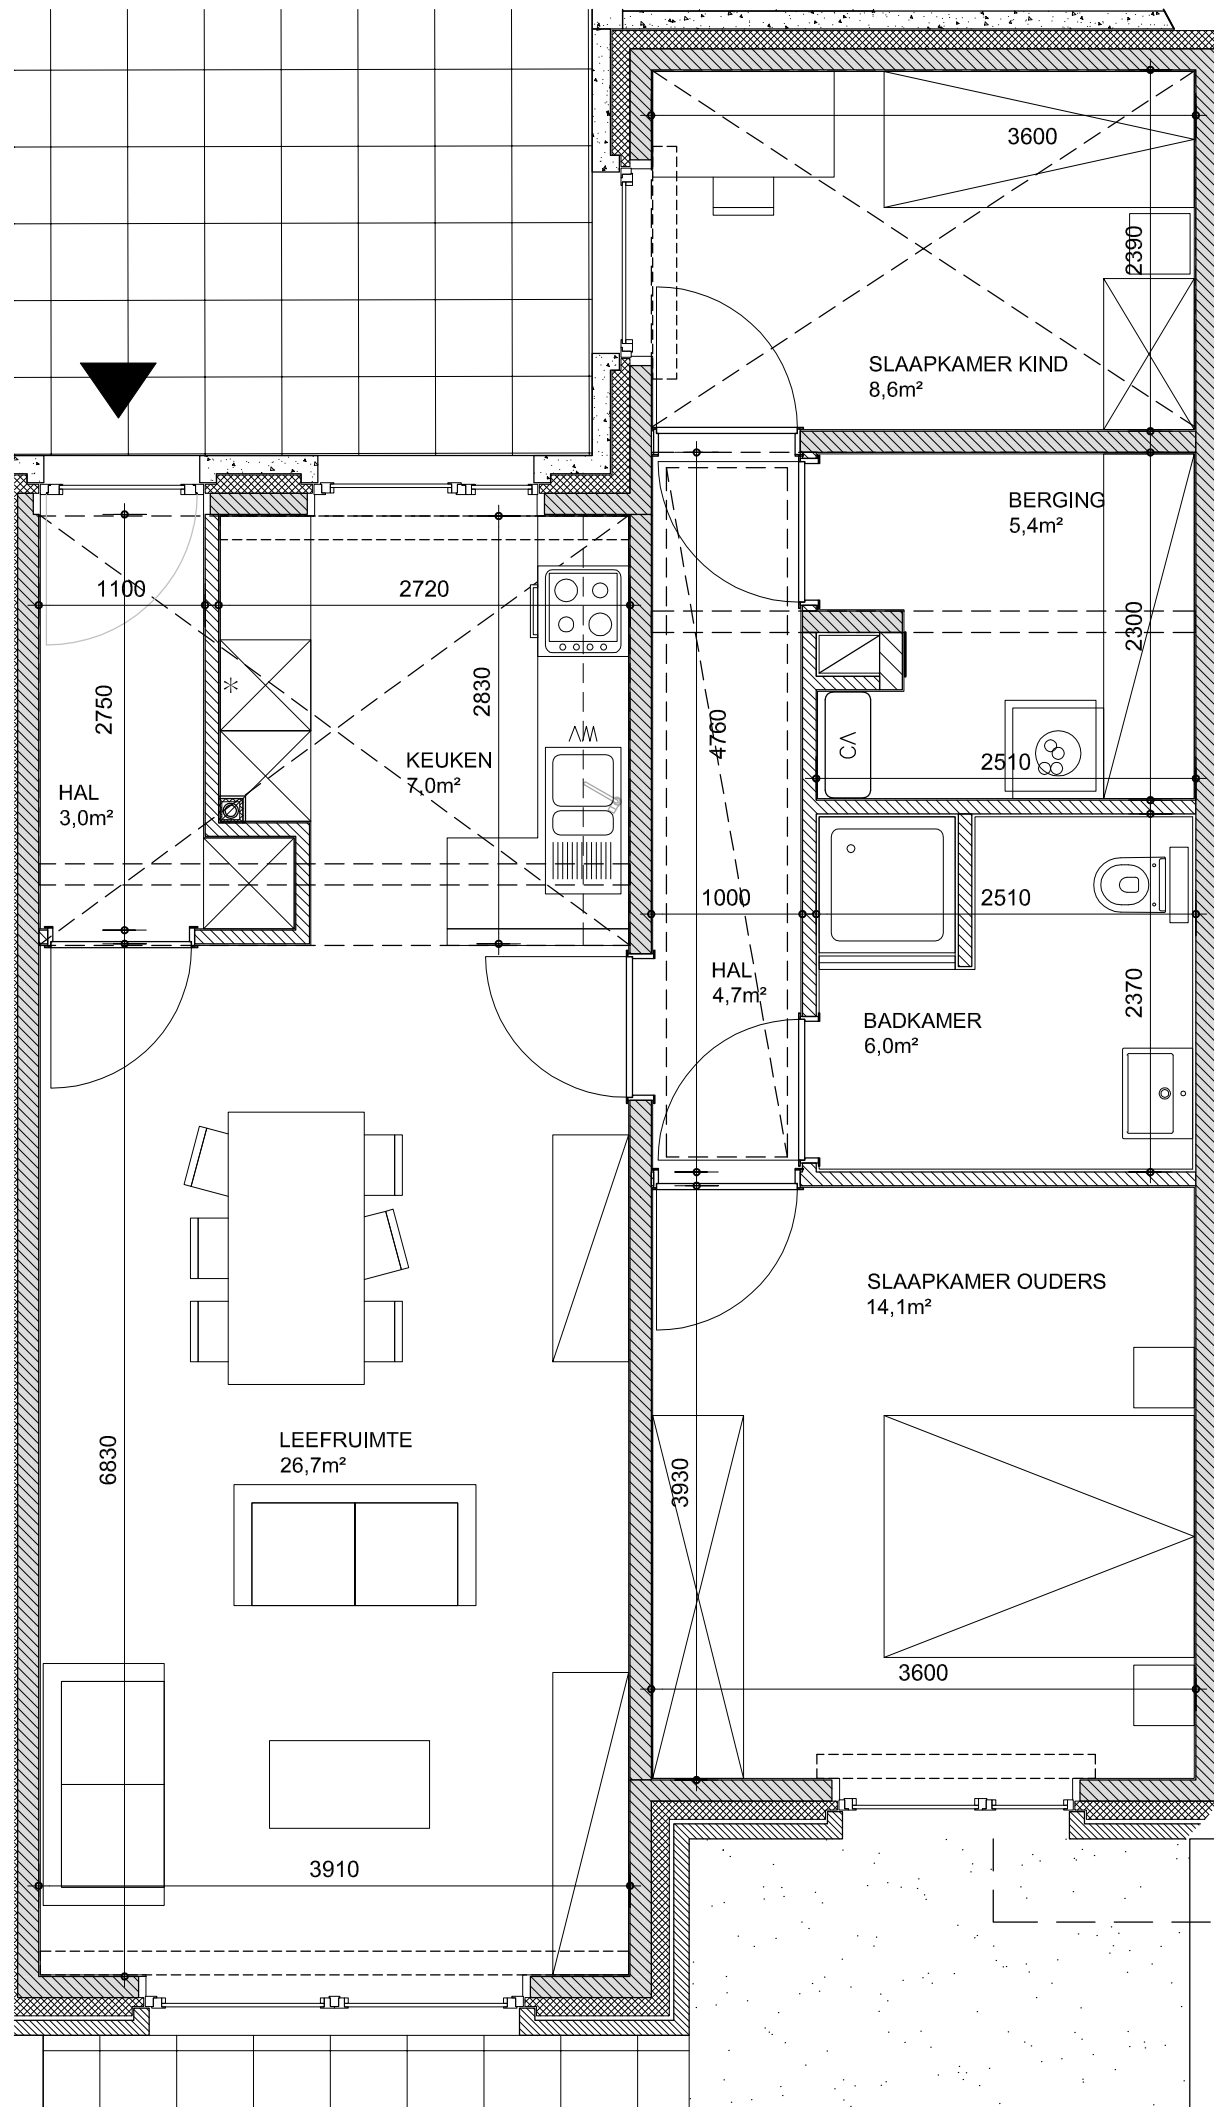 3600
2390
SLAAPKAMER KIND
8,6m²
BERGING
5,4m²
1100
2720
2300
2750
2830
4760
KEUKEN
7,0m²
CV
2510
HAL
3,0m²
1000
2510
HAL
4,7m²
2370
BADKAMER
6,0m²
SLAAPKAMER OUDERS
14,1m²
LEEFRUIMTE
26,7m²
6830
3930
3600
3910